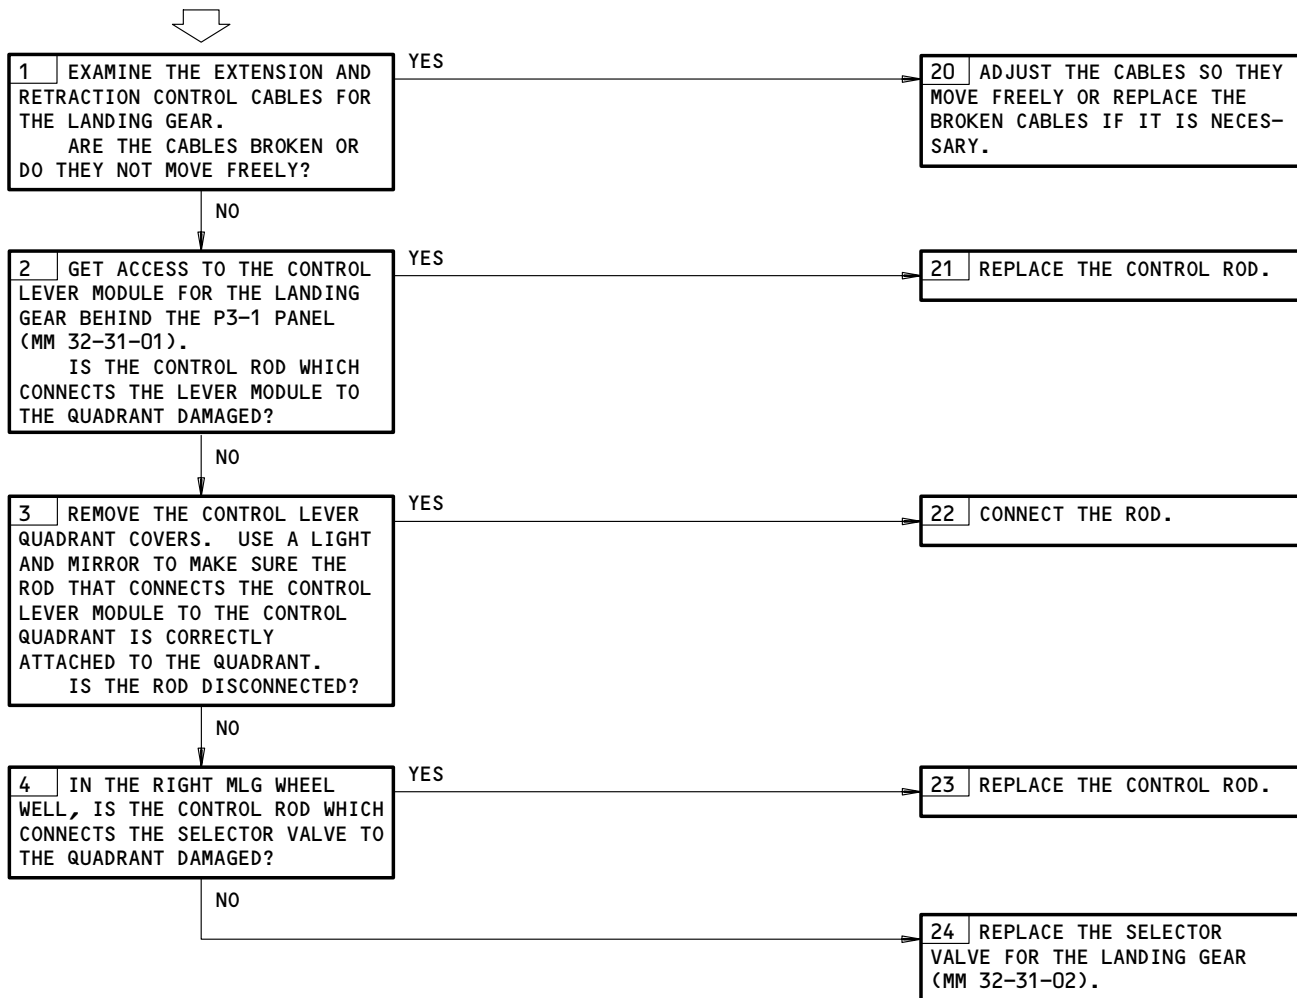 1 EXAMINE THE EXTENSION AND
RETRACTION CONTROL CABLES FOR
THE LANDING GEAR.
ARE THE CABLES BROKEN OR
DO THEY NOT MOVE FREELY?
YES
20 ADJUST THE CABLES SO THEY
MOVE FREELY OR REPLACE THE
BROKEN CABLES IF IT IS NECES-
SARY.
NO
2 GET ACCESS TO THE CONTROL
LEVER MODULE FOR THE LANDING
GEAR BEHIND THE P3-1 PANEL
(MM 32-31-01).
IS THE CONTROL ROD WHICH
CONNECTS THE LEVER MODULE TO
THE QUADRANT DAMAGED?
YES
21 REPLACE THE CONTROL ROD.
NO
3 REMOVE THE CONTROL LEVER
QUADRANT COVERS. USE A LIGHT
AND MIRROR TO MAKE SURE THE
ROD THAT CONNECTS THE CONTROL
LEVER MODULE TO THE CONTROL
QUADRANT IS CORRECTLY
ATTACHED TO THE QUADRANT.
IS THE ROD DISCONNECTED?
YES
22 CONNECT THE ROD.
NO
4 IN THE RIGHT MLG WHEEL
WELL, IS THE CONTROL ROD WHICH
CONNECTS THE SELECTOR VALVE TO
THE QUADRANT DAMAGED?
YES
23 REPLACE THE CONTROL ROD.
NO
24 REPLACE THE SELECTOR
VALVE FOR THE LANDING GEAR
(MM 32-31-02).